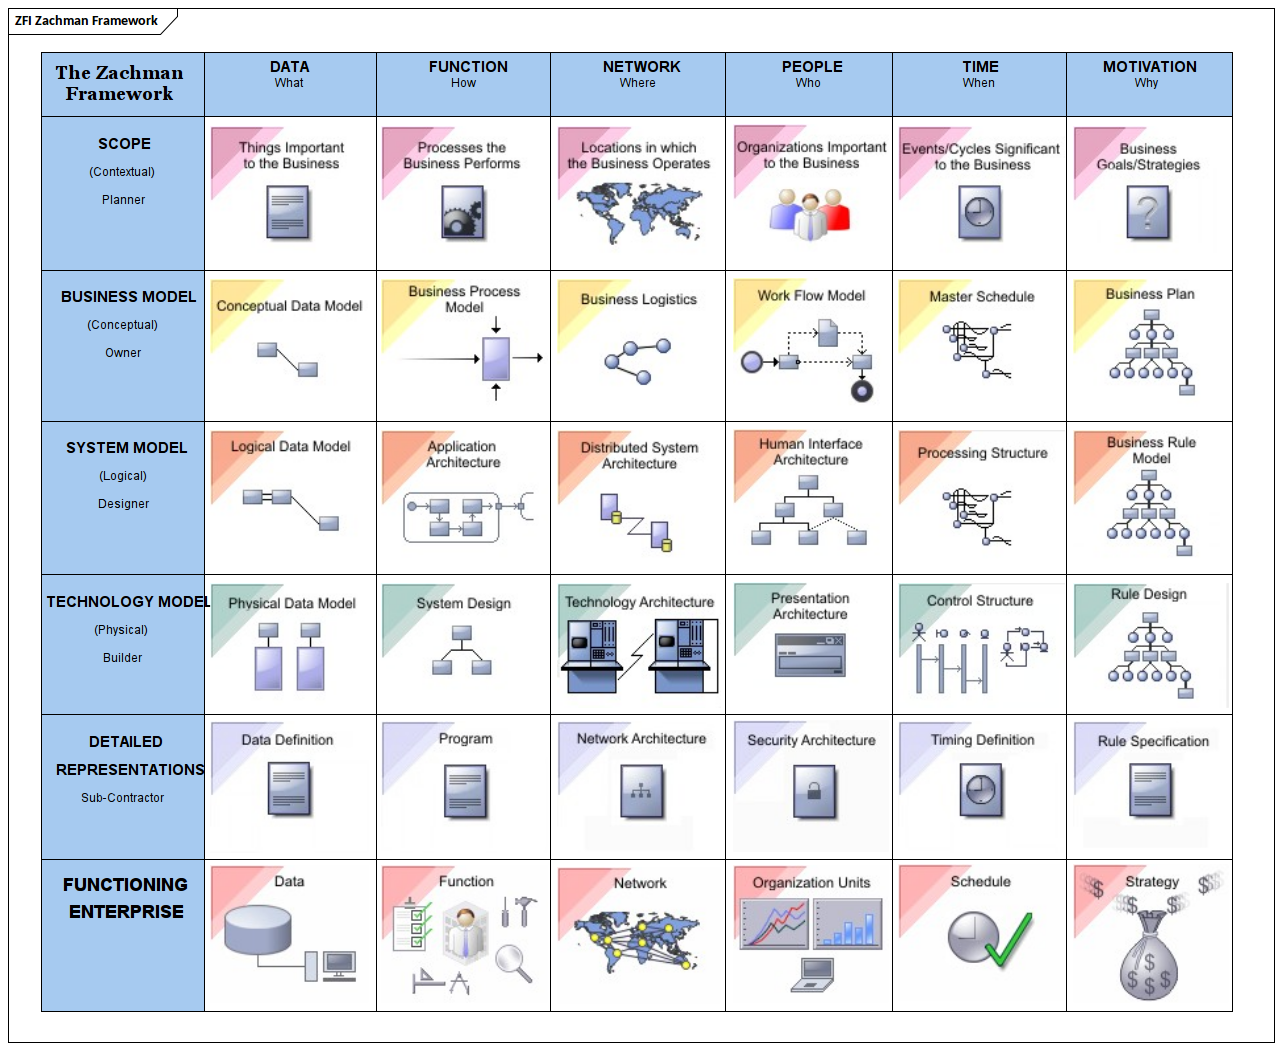 ZFI Zachman Framework
The Zachman
Framework
DATA
What
FUNCTION
How
NETWORK
Where
PEOPLE
Who
TIME
When
MOTIVATION
Why
SCOPE
(Contextual)
Planner
Things Important
to the Business
Processes the
Business Performs
Locations in which
the Business Operates
Organizations Important
to the Business
Events/Cycles Significant
to the Business
Business
Goals/Strategies
?
BUSINESS MODEL
(Conceptual)
Owner
Conceptual Data Model
Business Process
Model
Business Logistics
Work Flow Model
Master Schedule
Business Plan
SYSTEM MODEL
(Logical)
Designer
Logical Data Model
Application
Architecture
Distributed System
Architecture
Human Interface
Architecture
Processing Structure
Business Rule
Model
TECHNOLOGY MODEL
(Physical)
Builder
Physical Data Model
System Design
Technology Architecture
Presentation
Architecture
Control Structure
Rule Design
DETAILED
REPRESENTATIONS
Sub-Contractor
Data Definition
Program
Network Architecture
Security Architecture
Timing Definition
Rule Specification
FUNCTIONING
ENTERPRISE
Data
Function
Network
Organization Units
Schedule
Strategy
$ $
$ $
$
$ $
$